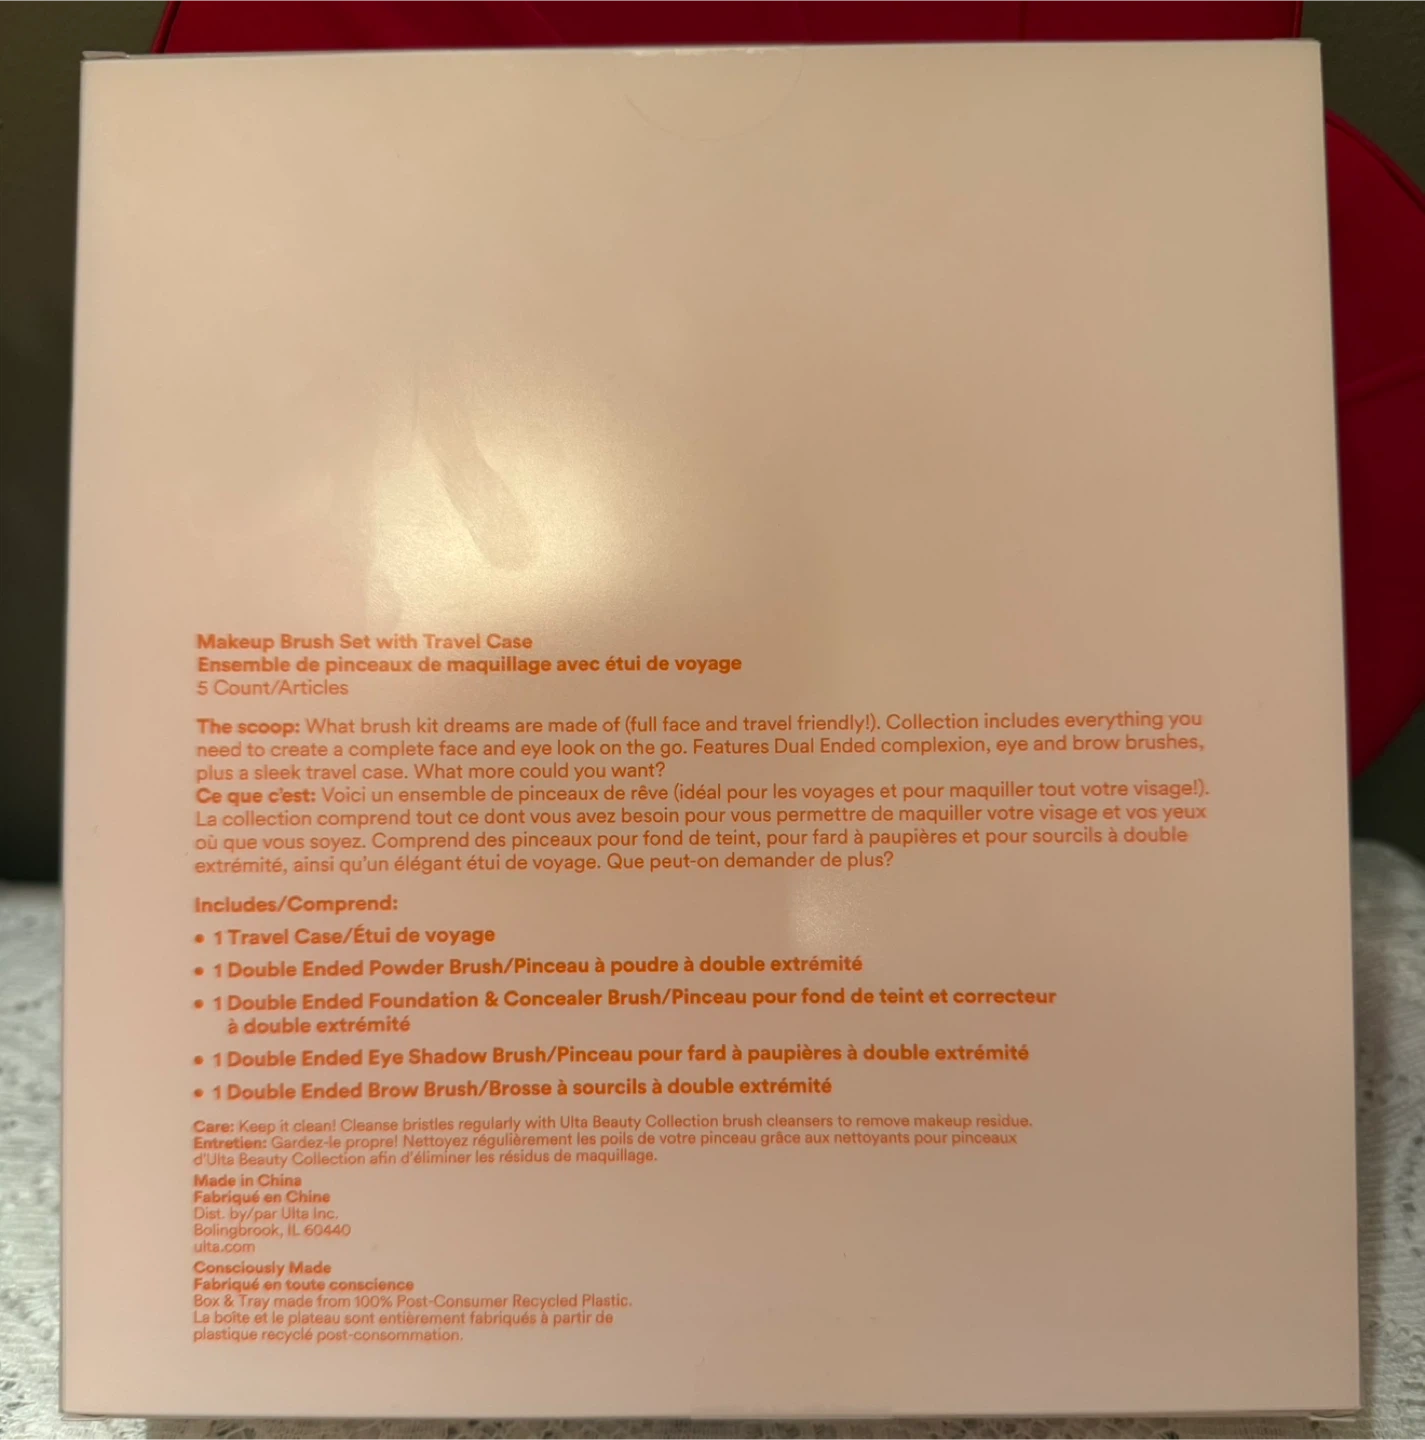 Makeup Brush Set with Travel Case
Ensemble de pinceaux de maquillage avec étui de voyage
5 Count/Articles
The scoop: What brush kit dreams are made of (full face and travel friendly!). Collection includes everything you
need to create a complete face and eye look on the go. Features Dual Ended complexion, eye and brow brushes,
plus a sleek travel case. What more could you want?
Ce que c'est: Voici un ensemble de pinceaux de rêve (idéal pour les voyages et pour maquiller tout votre visage!).
La collection comprend tout ce dont vous avez besoin pour vous permettre de maquiller votre visage et vos yeux
où que vous soyez. Comprend des pinceaux pour fond de teint, pour fard à paupières et pour sourcils à double
extrémité, ainsi qu'un élégant étui de voyage. Que peut-on demander de plus?
Includes/Comprend:
• 1 Travel Case/Étui de voyage
• 1 Double Ended Powder Brush/Pinceau à poudre à double extrémité
• 1 Double Ended Foundation & Concealer Brush/Pinceau pour fond de teint et correcteur
à double extrémité
• 1 Double Ended Eye Shadow Brush/Pinceau pour fard à paupières à double extrémité
• 1 Double Ended Brow Brush/Brosse à sourcils à double extrémité
Care: Keep it clean! Cleanse bristles regularly with Ulta Beauty Collection brush cleansers to remove makeup residue.
Entretien: Gardez-le propre! Nettoyez régulièrement les poils de votre pinceau grâce aux nettoyants pour pinceaux
d'Ulta Beauty Collection afin d'éliminer les résidus de maquillage.
Made in China
Fabriqué en Chine
Dist. by/par Ulta Inc.
Bolingbrook, IL 60440
ulta.com
Consciously Made
Fabriqué en toute conscience
Box & Tray made from 100% Post-Consumer Recycled Plastic.
La boîte et le plateau sont entièrement fabriqués à partir de
plastique recyclé post-consommation.